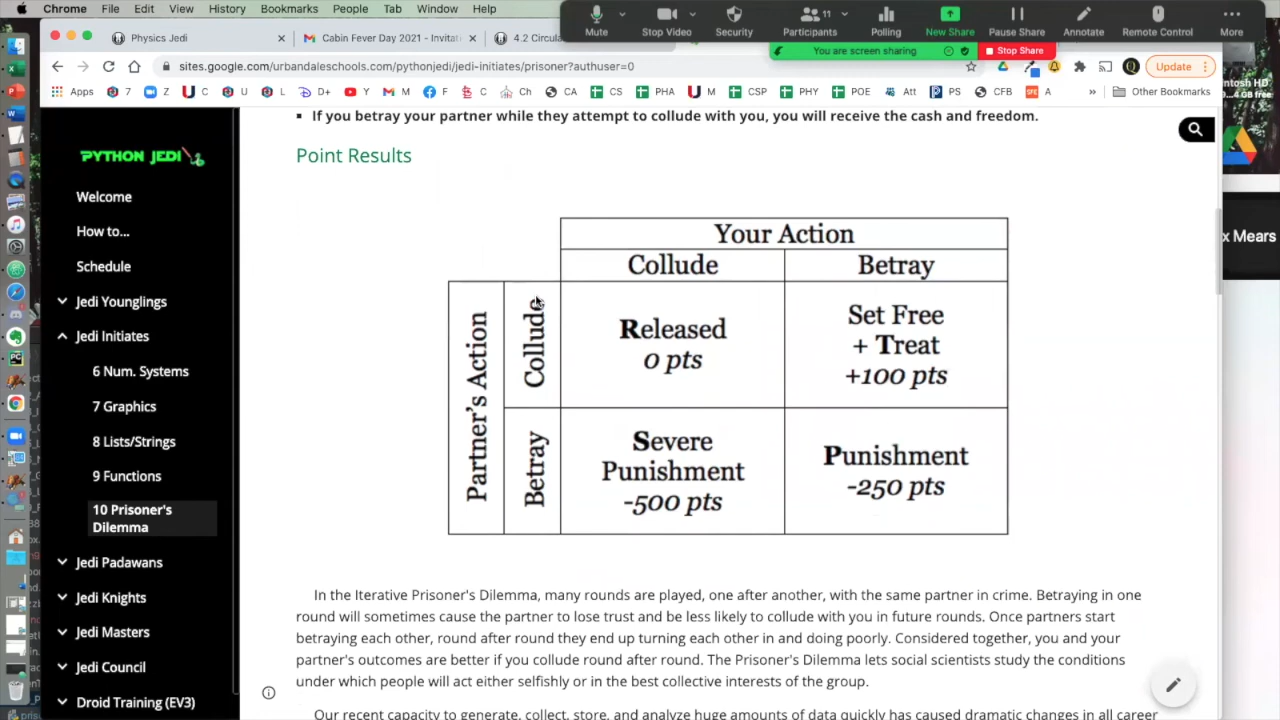 Chrome File Edit View History Bookmarks People Tab Window Help
Mute Stop Video Security Participants 11 Polling New Share Pause Share Annotate Remote Control More
You are screen sharing Stop Share
Physics Jedi
Cabin Fever Day 2021 - Invitat
4.2 Circula
sites.google.com/urbandaleschools.com/pythonjedi/jedi-initiates/prisoner?authuser=0
Update
Apps 7 Z C U L D+ Y M F C CA CS PHA M CSP PHY POE Att PS CFB A » Other Bookmarks
PYTHON JEDI
Welcome
How to...
Schedule
Jedi Younglings
Jedi Initiates
6 Num. Systems
7 Graphics
8 Lists/Strings
9 Functions
10 Prisoner's
Dilemma
Jedi Padawans
Jedi Knights
Jedi Masters
Jedi Council
Droid Training (EV3)
▪ If you betray your partner while they attempt to collude with you, you will receive the cash and freedom.
Point Results
Your Action
Collude Betray
Partner's Action
Collude
Released
0 pts
Set Free
+ Treat
+100 pts
Betray
Severe
Punishment
-500 pts
Punishment
-250 pts
In the Iterative Prisoner's Dilemma, many rounds are played, one after another, with the same partner in crime. Betraying in one
round will sometimes cause the partner to lose trust and be less likely to collude with you in future rounds. Once partners start
betraying each other, round after round they end up turning each other in and doing poorly. Considered together, you and your
partner's outcomes are better if you collude round after round. The Prisoner's Dilemma lets social scientists study the conditions
under which people will act either selfishly or in the best collective interests of the group.
Our recent capacity to generate, collect, store, and analyze huge amounts of data quickly has caused dramatic changes in all career
x Mears